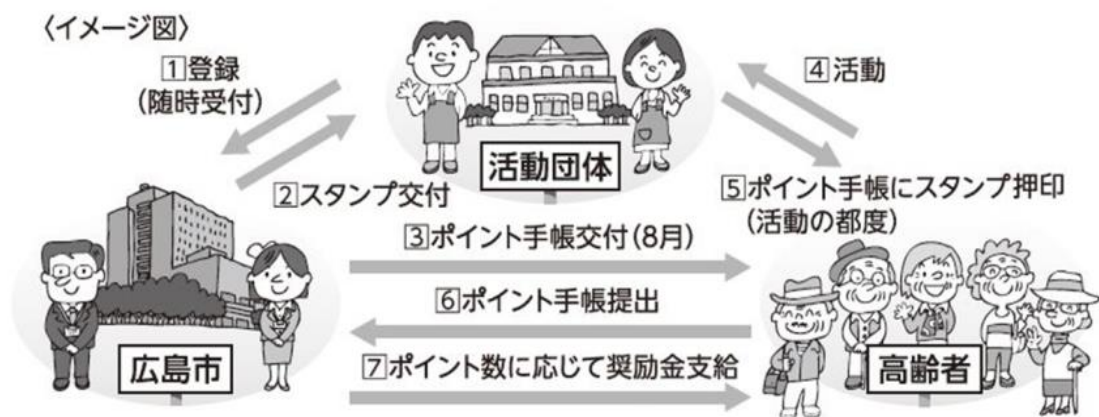 〈イメージ図〉
1登録
(随時受付)
4活動
活動団体
2スタンプ交付
5ポイント手帳にスタンプ押印
(活動の都度)
3ポイント手帳交付(8月)
6ポイント手帳提出
広島市
7ポイント数に応じて奨励金支給
高齢者